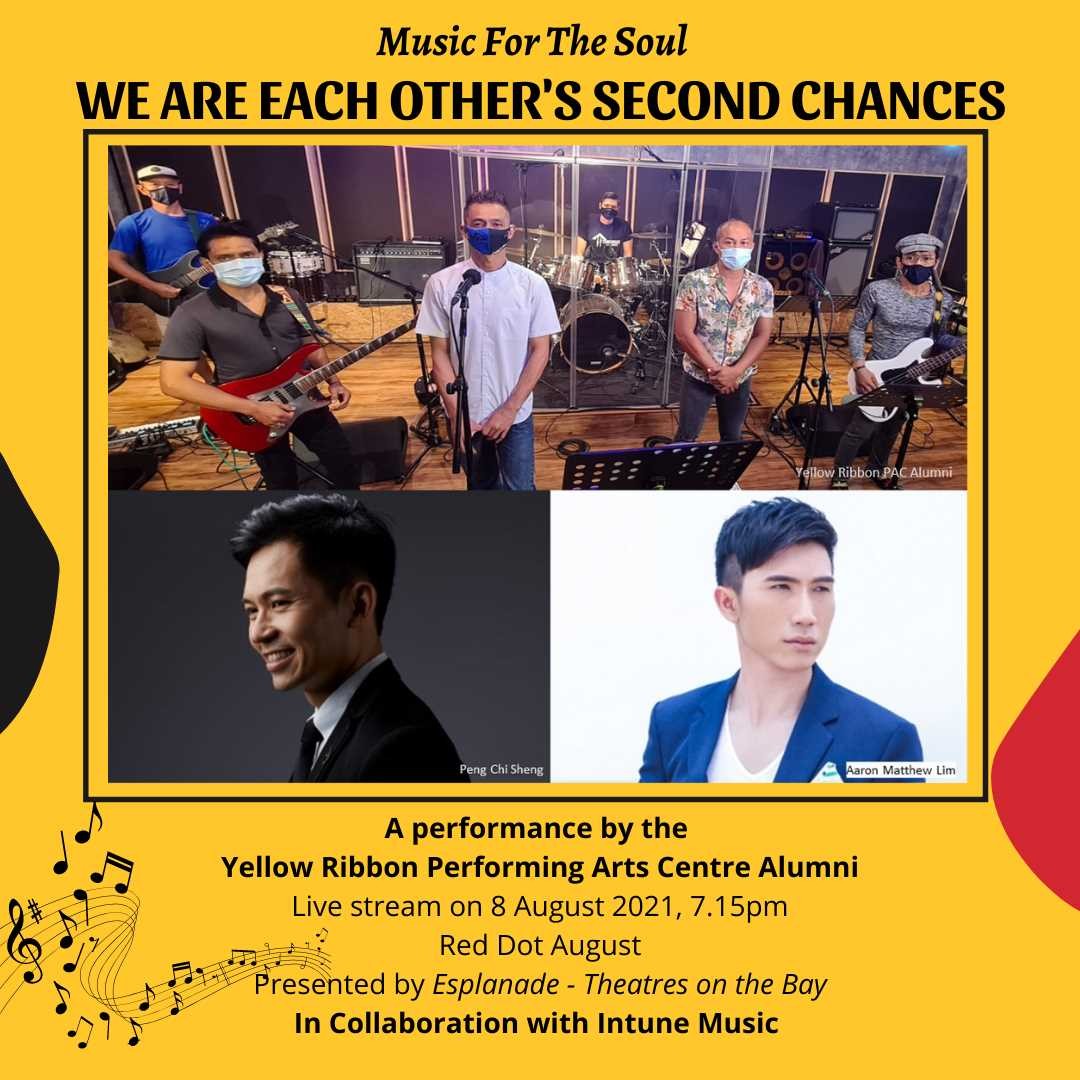 Music For The Soul
WE ARE EACH OTHER'S SECOND CHANCES
Yellow Ribbon PAC Alumni
Peng Chi Sheng
Aaron Matthew Lim
A performance by the
Yellow Ribbon Performing Arts Centre Alumni
Live stream on 8 August 2021, 7.15pm
Red Dot August
Presented by Esplanade - Theatres on the Bay
In Collaboration with Intune Music